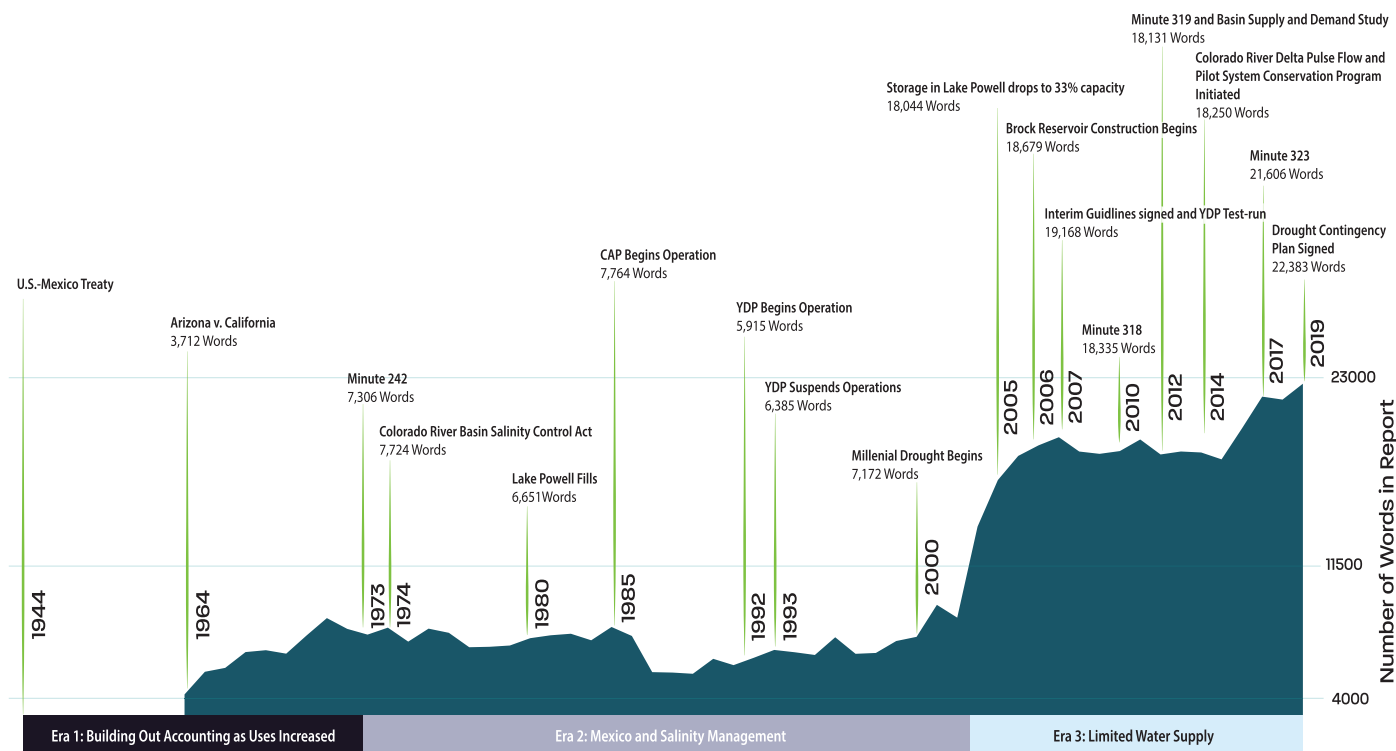 Minute 319 and Basin Supply and Demand Study
18,131 Words
Colorado River Delta Pulse Flow and
Pilot System Conservation Program
Initiated
18,250 Words
Storage in Lake Powell drops to 33% capacity
18,044 Words
Brock Reservoir Construction Begins
18,679 Words
Minute 323
21,606 Words
Interim Guidlines signed and YDP Test-run
19,168 Words
Drought Contingency
Plan Signed
22,383 Words
CAP Begins Operation
7,764 Words
U.S.-Mexico Treaty
YDP Begins Operation
5,915 Words
Arizona v. California
3,712 Words
Minute 318
18,335 Words
Minute 242
7,306 Words
YDP Suspends Operations
6,385 Words
Colorado River Basin Salinity Control Act
7,724 Words
Millenial Drought Begins
7,172 Words
Lake Powell Fills
6,651Words
1944
1964
1973
1974
1980
1985
1992
1993
2000
2005
2006
2007
2010
2012
2014
2017
2019
23000
11500
4000
Number of Words in Report
Era 1: Building Out Accounting as Uses Increased
Era 2: Mexico and Salinity Management
Era 3: Limited Water Supply